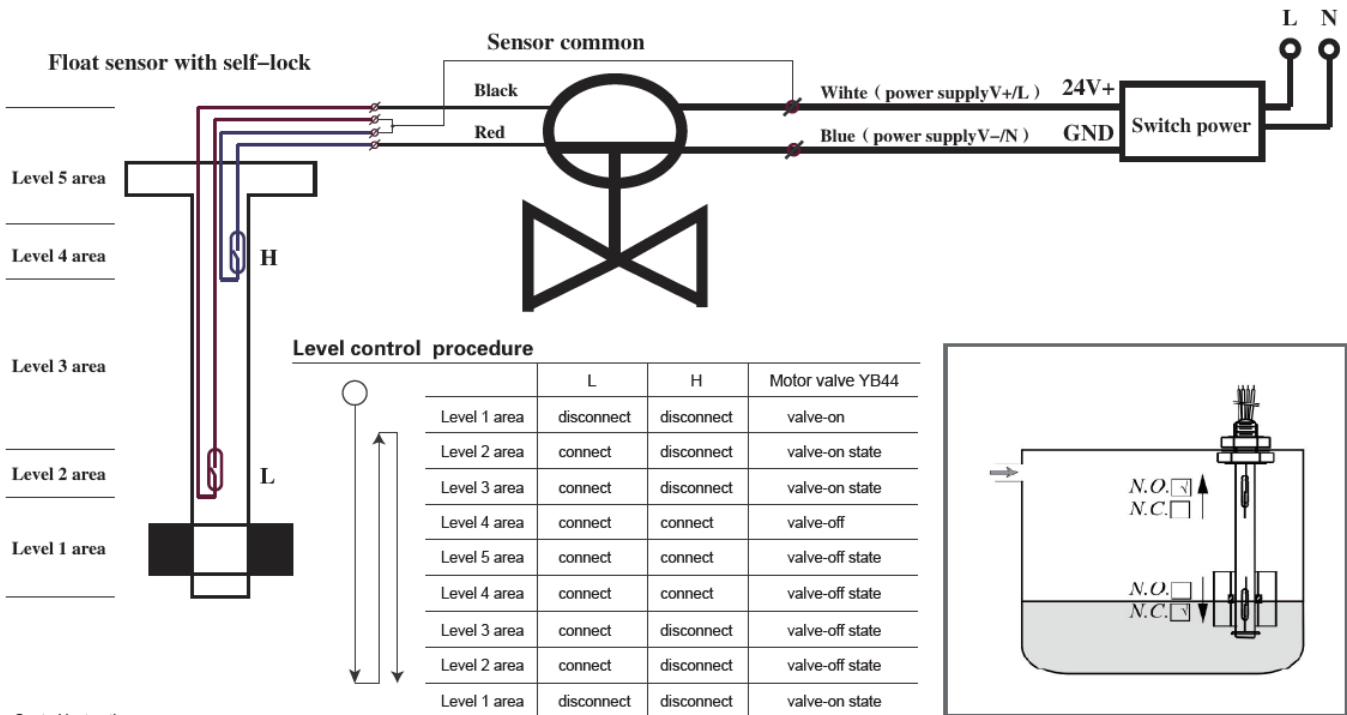 L N
Float sensor with self-lock
Sensor common
Black
Red
Wihte ( power supplyV+/L )
24V+
Blue ( power supplyV-/N )
GND
Switch power
Level 5 area
Level 4 area
H
Level 3 area
Level 2 area
L
Level 1 area
Level control procedure
L H Motor valve YB44
Level 1 area disconnect disconnect valve-on
Level 2 area connect disconnect valve-on state
Level 3 area connect disconnect valve-on state
Level 4 area connect connect valve-off
Level 5 area connect connect valve-off state
Level 4 area connect connect valve-off state
Level 3 area connect disconnect valve-off state
Level 2 area connect disconnect valve-off state
Level 1 area disconnect disconnect valve-on state
N.O.
N.C.
N.O.
N.C.